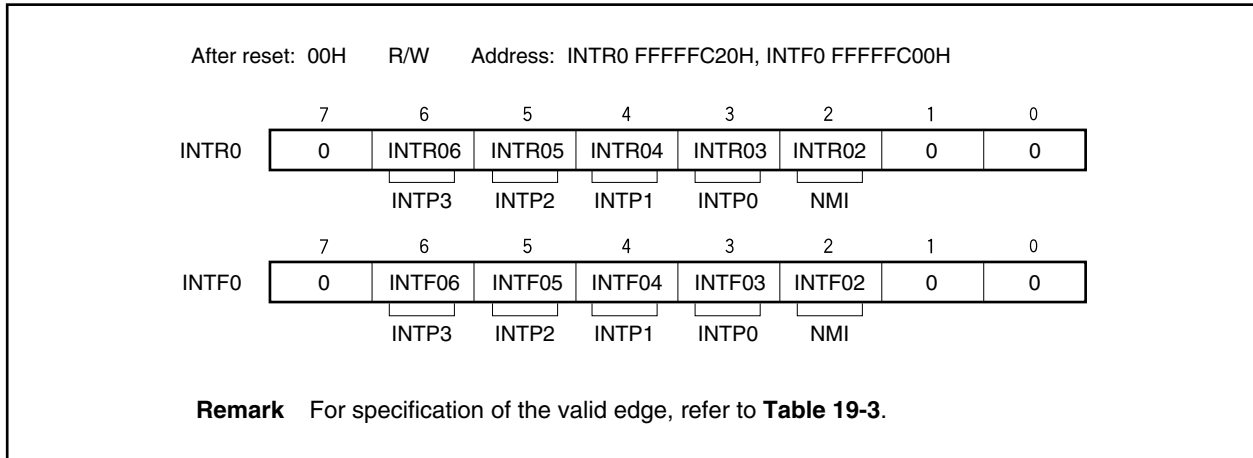 After reset: 00H R/W Address: INTR0 FFFFFC20H, INTF0 FFFFFC00H
7 6 5 4 3 2 1 0
INTR0 0 INTR06 INTR05 INTR04 INTR03 INTR02 0 0
INTP3 INTP2 INTP1 INTP0 NMI
7 6 5 4 3 2 1 0
INTF0 0 INTF06 INTF05 INTF04 INTF03 INTF02 0 0
INTP3 INTP2 INTP1 INTP0 NMI
Remark For specification of the valid edge, refer to Table 19-3.